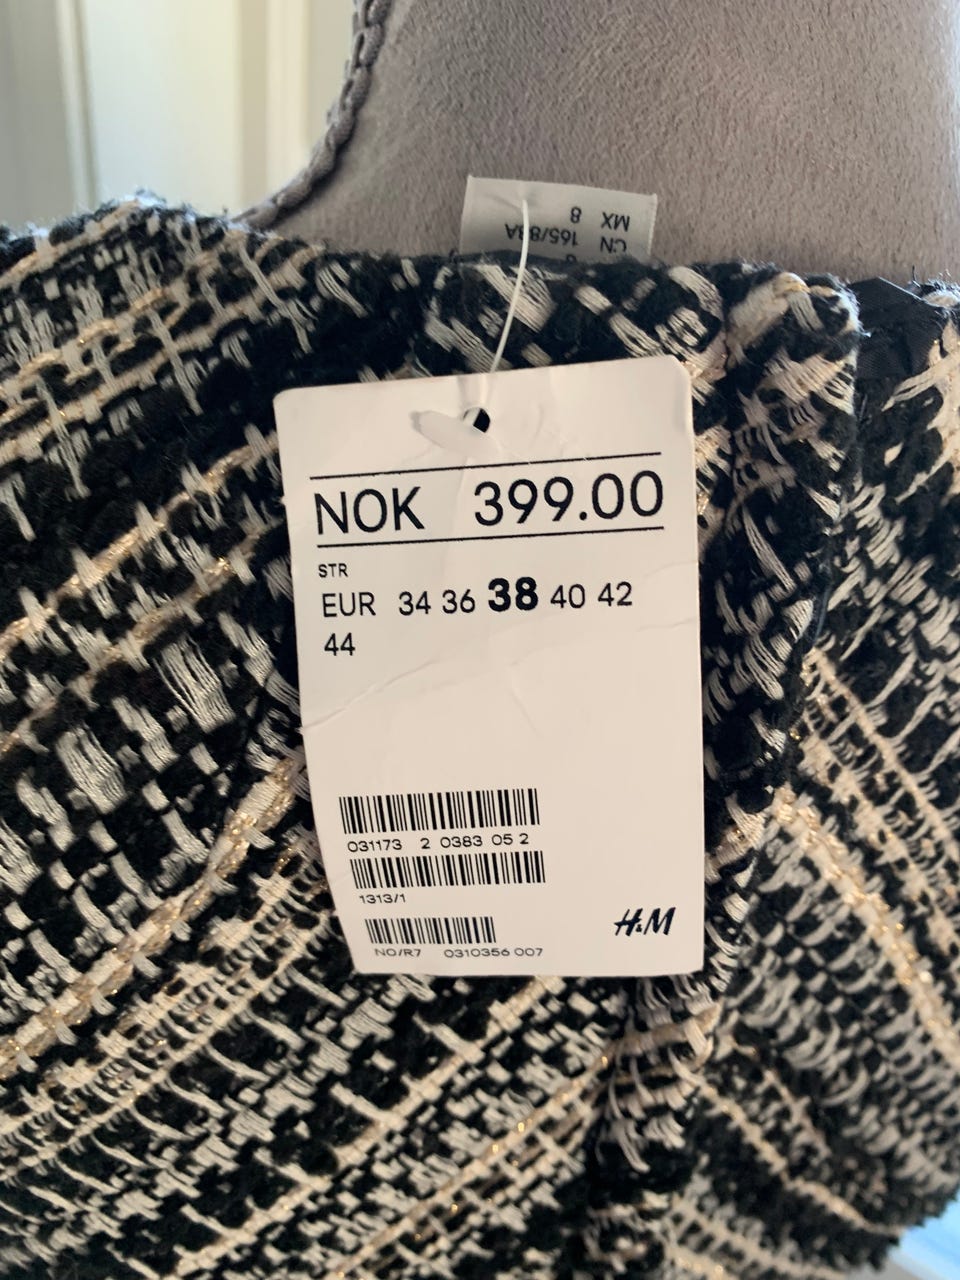 MX 8
CN 165/88A
NOK 399.00
STR
EUR 34 36 38 40 42
44
031173 2 0383 05 2
1313/1
H&M
NO/R7 0310356 007